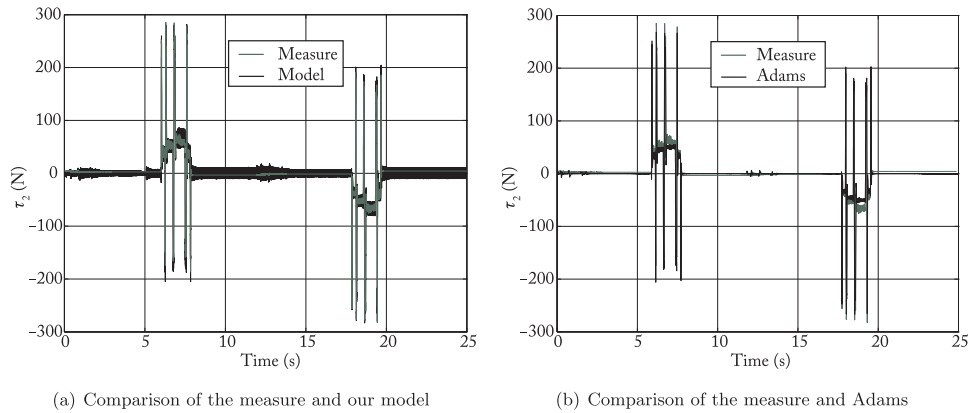 300
200
100
0
−100
−200
−300
τ2 (N)
0 5 10 15 20 25
Time (s)
Measure
Model
(a) Comparison of the measure and our model
300
200
100
0
−100
−200
−300
τ2 (N)
0 5 10 15 20 25
Time (s)
Measure
Adams
(b) Comparison of the measure and Adams